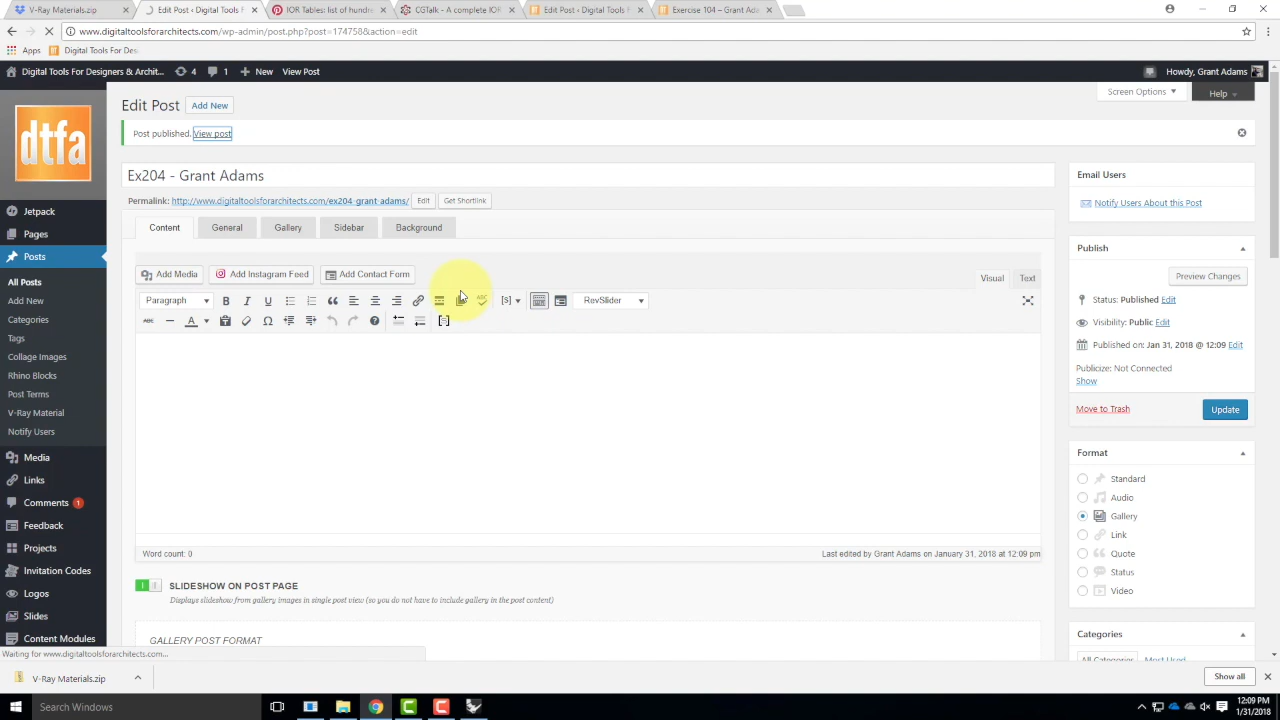 V-Ray Materials.zip
Edit Post ‹ Digital Tools F
IOR Tables: list of hundre
CGTalk - A complete IOR
Edit Post ‹ Digital Tools F
Exercise 104 – Grant Ada
www.digitaltoolsforarchitects.com/wp-admin/post.php?post=174758&action=edit
Apps
Digital Tools For Des
Digital Tools For Designers & Archit...
4
1
New
View Post
Howdy, Grant Adams
dtfa
Jetpack
Pages
Posts
All Posts
Add New
Categories
Tags
Collage Images
Rhino Blocks
Post Terms
V-Ray Material
Notify Users
Media
Links
Comments 1
Feedback
Projects
Invitation Codes
Logos
Slides
Content Modules
Edit Post
Add New
Screen Options
Help
Post published. View post
Ex204 - Grant Adams
Permalink: http://www.digitaltoolsforarchitects.com/ex204-grant-adams/
Edit
Get Shortlink
Content
General
Gallery
Sidebar
Background
Add Media
Add Instagram Feed
Add Contact Form
Visual
Text
Paragraph
B
I
U
ABC
[s]
RevSlider
ABC
A
Word count: 0
Last edited by Grant Adams on January 31, 2018 at 12:09 pm
SLIDESHOW ON POST PAGE
Displays slideshow from gallery images in single post view (so you do not have to include gallery in the post content)
GALLERY POST FORMAT
Email Users
Notify Users About this Post
Publish
Preview Changes
Status: Published Edit
Visibility: Public Edit
Published on: Jan 31, 2018 @ 12:09 Edit
Publicize: Not Connected
Show
Move to Trash
Update
Format
Standard
Audio
Gallery
Link
Quote
Status
Video
Categories
All Categories
Most Used
Waiting for www.digitaltoolsforarchitects.com...
V-Ray Materials.zip
Show all
Search Windows
12:09 PM
1/31/2018